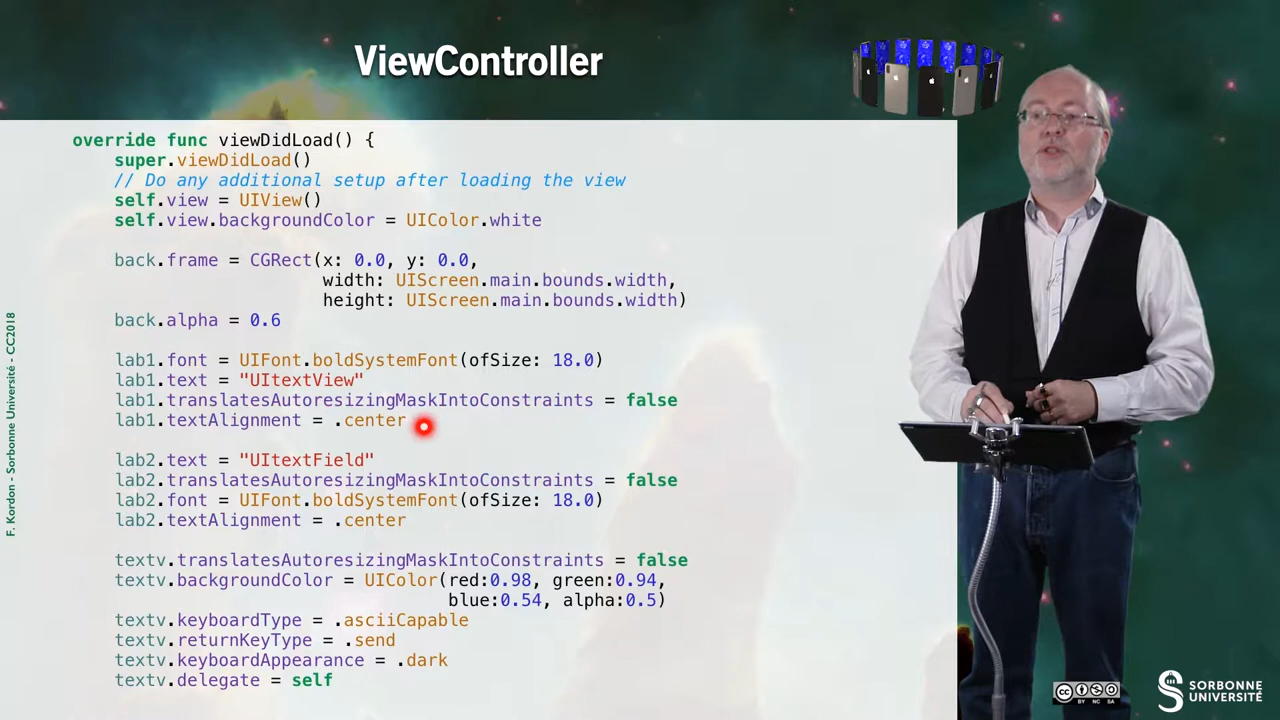 ViewController
override func viewDidLoad() {
super.viewDidLoad()
// Do any additional setup after loading the view
self.view = UIView()
self.view.backgroundColor = UIColor.white
back.frame = CGRect(x: 0.0, y: 0.0,
width: UIScreen.main.bounds.width,
height: UIScreen.main.bounds.width)
back.alpha = 0.6
lab1.font = UIFont.boldSystemFont(ofSize: 18.0)
lab1.text = "UItextView"
lab1.translatesAutoresizingMaskIntoConstraints = false
lab1.textAlignment = .center
lab2.text = "UItextField"
lab2.translatesAutoresizingMaskIntoConstraints = false
lab2.font = UIFont.boldSystemFont(ofSize: 18.0)
lab2.textAlignment = .center
textv.translatesAutoresizingMaskIntoConstraints = false
textv.backgroundColor = UIColor(red:0.98, green:0.94,
blue:0.54, alpha:0.5)
textv.keyboardType = .asciiCapable
textv.returnKeyType = .send
textv.keyboardAppearance = .dark
textv.delegate = self
F. Kordon - Sorbonne Université - CC2018
cc
BY NC SA
SORBONNE
UNIVERSITÉ